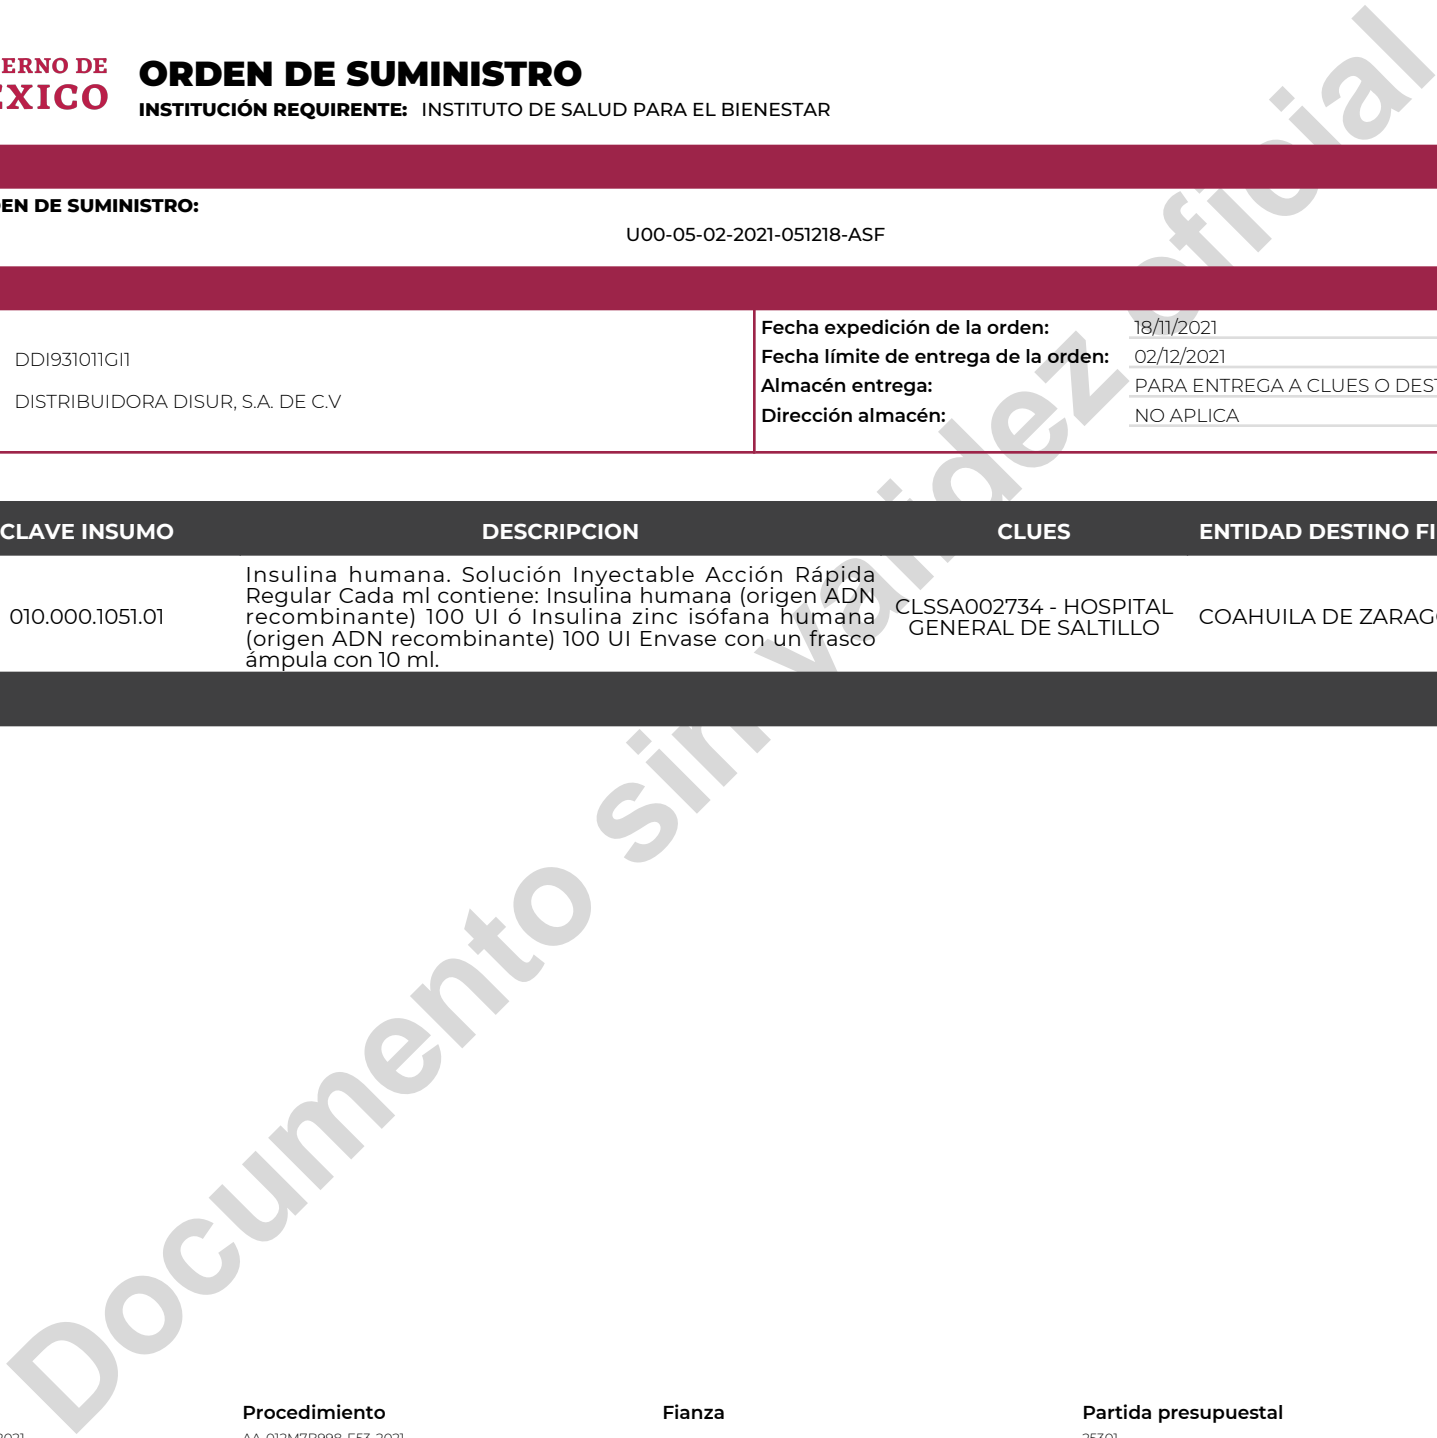 ERNO DE
ÉXICO
ORDEN DE SUMINISTRO
INSTITUCIÓN REQUIRENTE: INSTITUTO DE SALUD PARA EL BIENESTAR
EN DE SUMINISTRO:
U00-05-02-2021-051218-ASF
DDI931011GI1
DISTRIBUIDORA DISUR, S.A. DE C.V
Fecha expedición de la orden: 18/11/2021
Fecha límite de entrega de la orden: 02/12/2021
Almacén entrega: PARA ENTREGA A CLUES O DEST
Dirección almacén: NO APLICA
CLAVE INSUMO DESCRIPCION CLUES ENTIDAD DESTINO FI
010.000.1051.01
Insulina humana. Solución Inyectable Acción Rápida
Regular Cada ml contiene: Insulina humana (origen ADN
recombinante) 100 UI ó Insulina zinc isófana humana
(origen ADN recombinante) 100 UI Envase con un frasco
ámpula con 10 ml.
CLSSA002734 - HOSPITAL
GENERAL DE SALTILLO
COAHUILA DE ZARAG
Documento sin validez oficial
Procedimiento Fianza Partida presupuestal